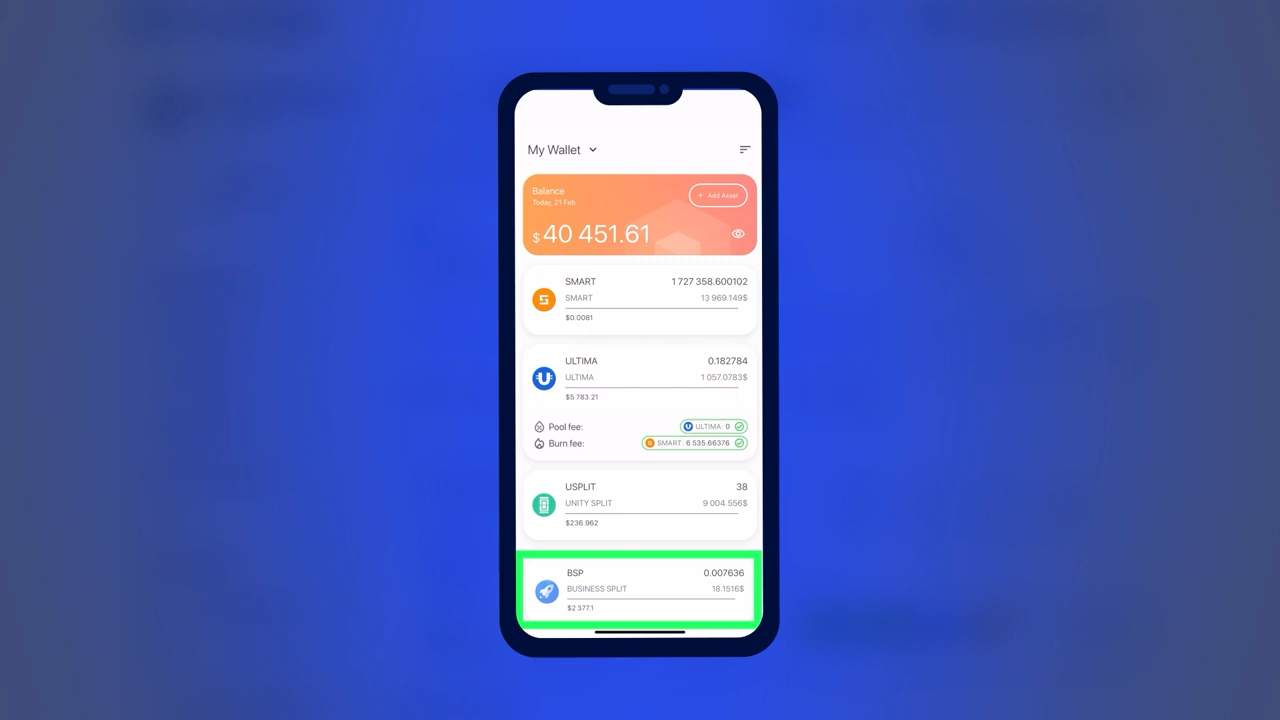 My Wallet
Balance
+ Add Asset
Today, 21 Feb
$ 40 451.61
SMART 1 727 358.600102
SMART 13 969.149$
$0.0081
ULTIMA 0.182784
ULTIMA 1 057.0783$
$5 783.21
Pool fee: ULTIMA: 0
Burn fee: SMART: 6 535.66376
USPLIT 38
UNITY SPLIT 9 004.556$
$236.962
BSP 0.007636
BUSINESS SPLIT 18.1516$
$2 377.1